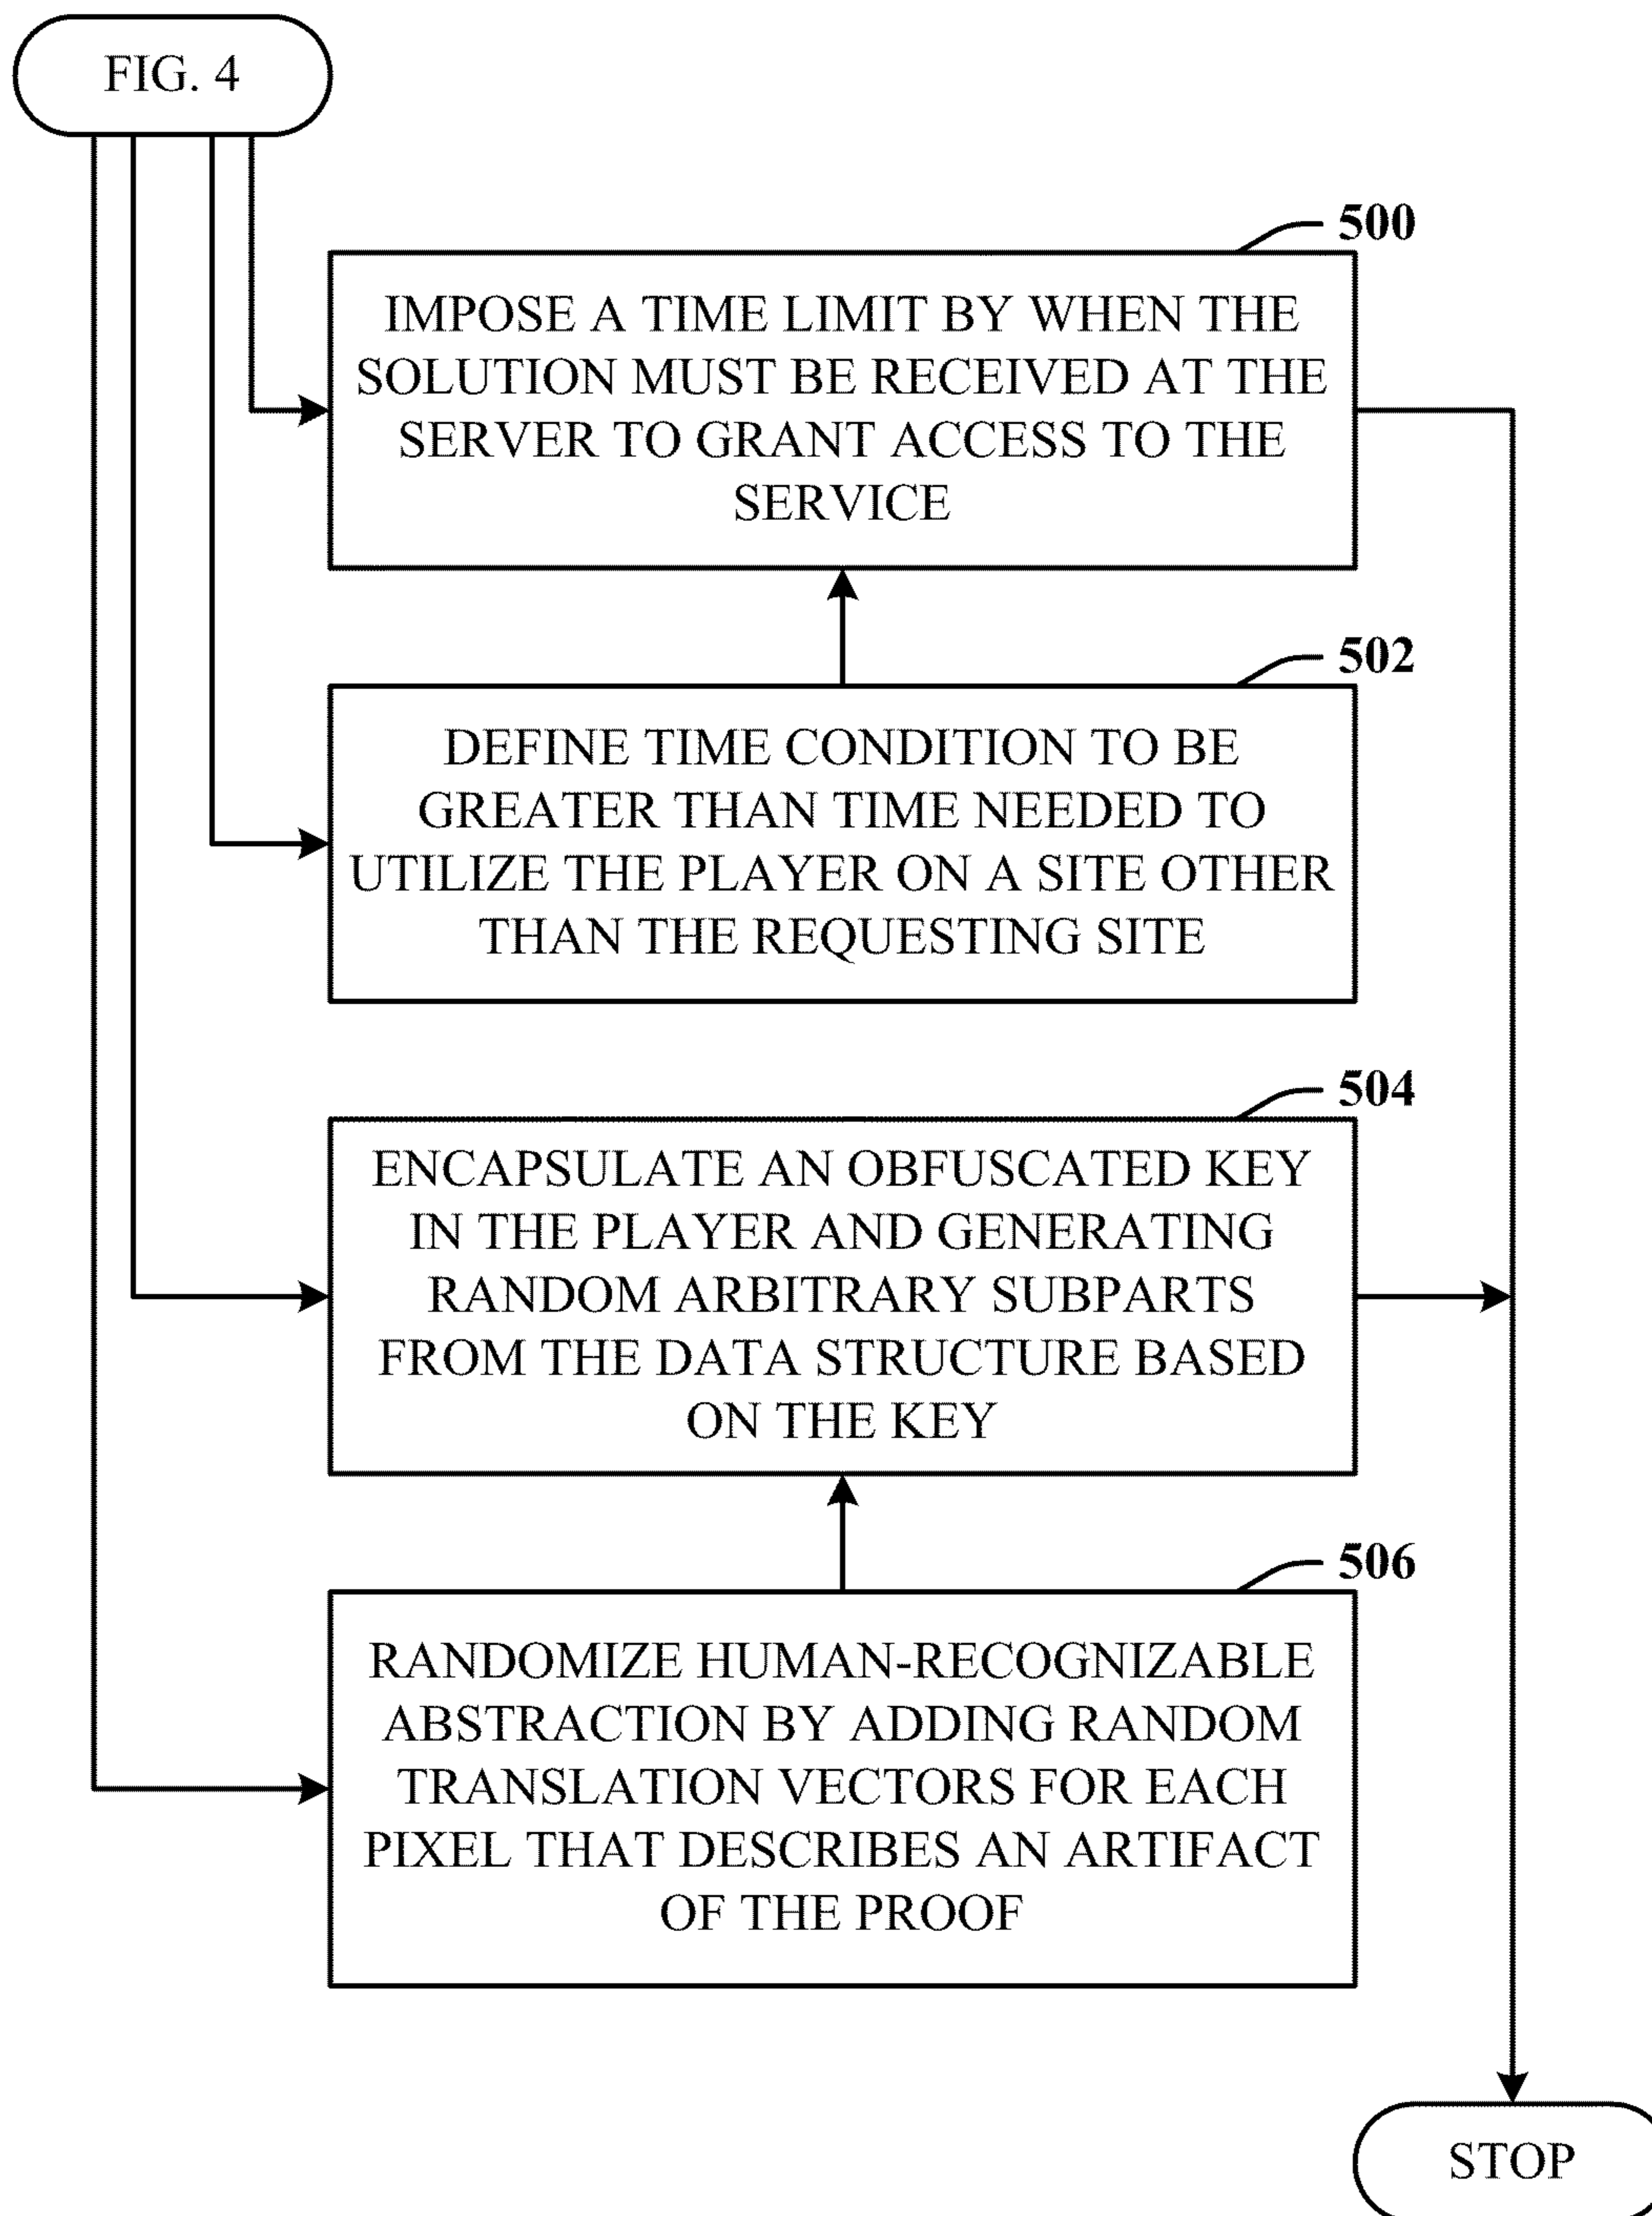 FIG. 4
500
IMPOSE A TIME LIMIT BY WHEN THE
SOLUTION MUST BE RECEIVED AT THE
SERVER TO GRANT ACCESS TO THE
SERVICE
502
DEFINE TIME CONDITION TO BE
GREATER THAN TIME NEEDED TO
UTILIZE THE PLAYER ON A SITE OTHER
THAN THE REQUESTING SITE
504
ENCAPSULATE AN OBFUSCATED KEY
IN THE PLAYER AND GENERATING
RANDOM ARBITRARY SUBPARTS
FROM THE DATA STRUCTURE BASED
ON THE KEY
506
RANDOMIZE HUMAN-RECOGNIZABLE
ABSTRACTION BY ADDING RANDOM
TRANSLATION VECTORS FOR EACH
PIXEL THAT DESCRIBES AN ARTIFACT
OF THE PROOF
STOP